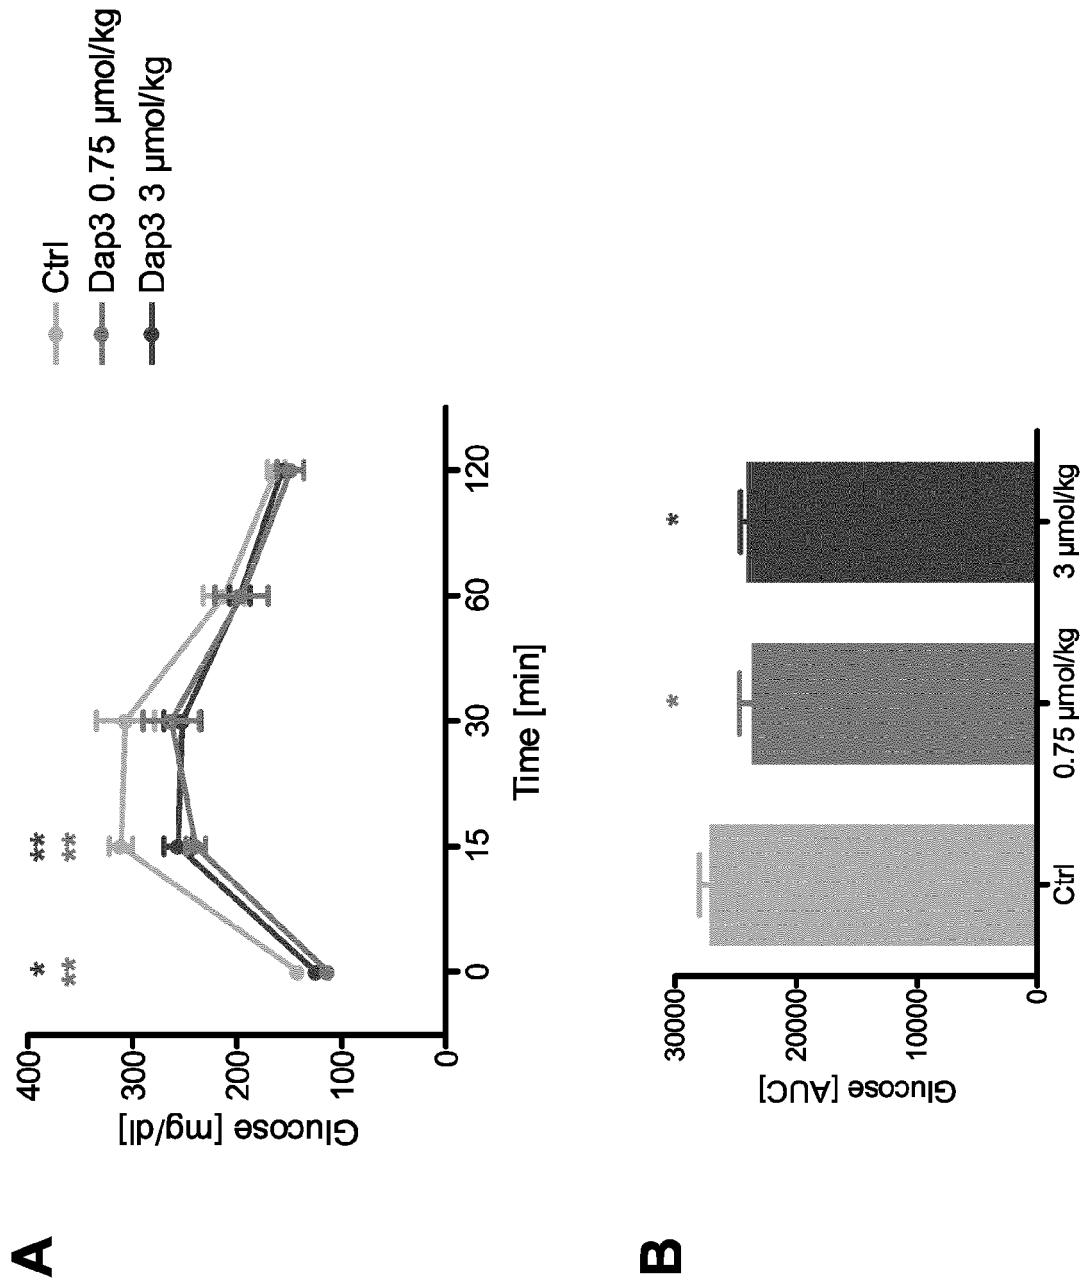 A
Ctrl
Dap3 0.75 µmol/kg
Dap3 3 µmol/kg
** **
* **
400
300
200
100
0
Glucose [mg/dl]
0 15 30 60 120
Time [min]
B
* *
30000
20000
10000
0
Glucose [AUC]
Ctrl 0.75 µmol/kg 3 µmol/kg